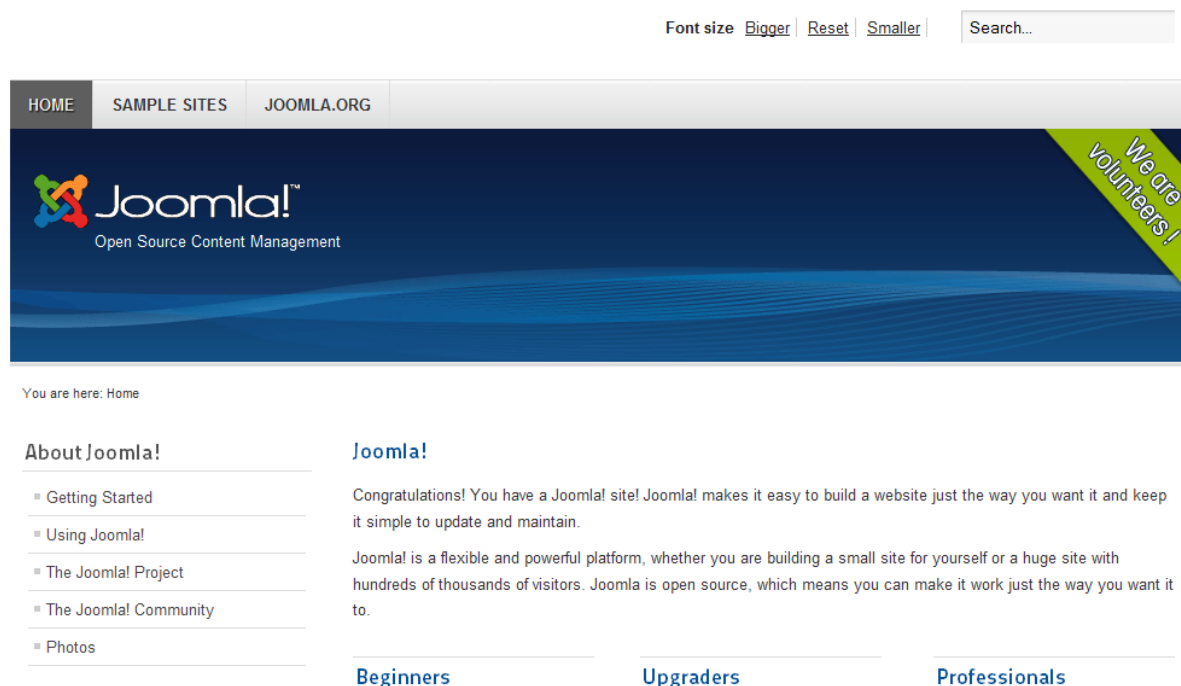 Font size Bigger Reset Smaller Search...
HOME SAMPLE SITES JOOMLA.ORG
We are
volunteers!
Joomla!™
Open Source Content Management
You are here: Home
About Joomla!
Getting Started
Using Joomla!
The Joomla! Project
The Joomla! Community
Photos
Joomla!
Congratulations! You have a Joomla! site! Joomla! makes it easy to build a website just the way you want it and keep
it simple to update and maintain.
Joomla! is a flexible and powerful platform, whether you are building a small site for yourself or a huge site with
hundreds of thousands of visitors. Joomla is open source, which means you can make it work just the way you want it
to.
Beginners Upgraders Professionals